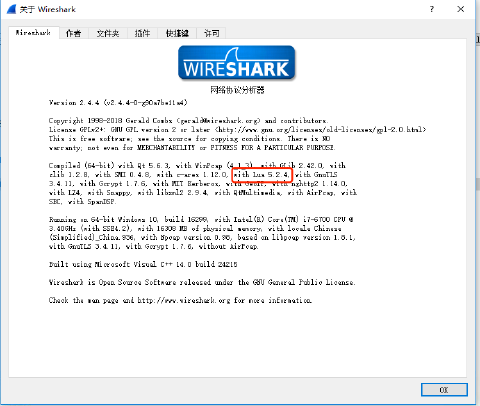 关于 Wireshark
Wireshark 作者 文件夹 插件 快捷键 许可
WIRESHARK
网络协议分析器
Version 2.4.4 (v2.4.4-0-g90a7be11a4)
Copyright 1998-2018 Gerald Combs <gerald@wireshark.org> and contributors.
License GPLv2+: GNU GPL version 2 or later <http://www.gnu.org/licenses/old-licenses/gpl-2.0.html>
This is free software; see the source for copying conditions. There is NO
warranty; not even for MERCHANTABILITY or FITNESS FOR A PARTICULAR PURPOSE.
Compiled (64-bit) with Qt 5.6.3, with WinPcap (4_1_3), with GLib 2.42.0, with
zlib 1.2.8, with SMI 0.4.8, with c-ares 1.12.0, with Lua 5.2.4, with GnuTLS
3.4.11, with Gcrypt 1.7.6, with MIT Kerberos, with GeoIP, with nghttp2 1.14.0,
with LZ4, with Snappy, with libxml2 2.9.4, with QtMultimedia, with AirPcap, with
SBC, with SpanDSP.
Running on 64-bit Windows 10, build 16299, with Intel(R) Core(TM) i7-6700 CPU @
3.40GHz (with SSE4.2), with 16308 MB of physical memory, with locale Chinese
(Simplified)_China.936, with Npcap version 0.98, based on libpcap version 1.8.1,
with GnuTLS 3.4.11, with Gcrypt 1.7.6, without AirPcap.
Built using Microsoft Visual C++ 14.0 build 24215
Wireshark is Open Source Software released under the GNU General Public License.
Check the man page and http://www.wireshark.org for more information.
OK